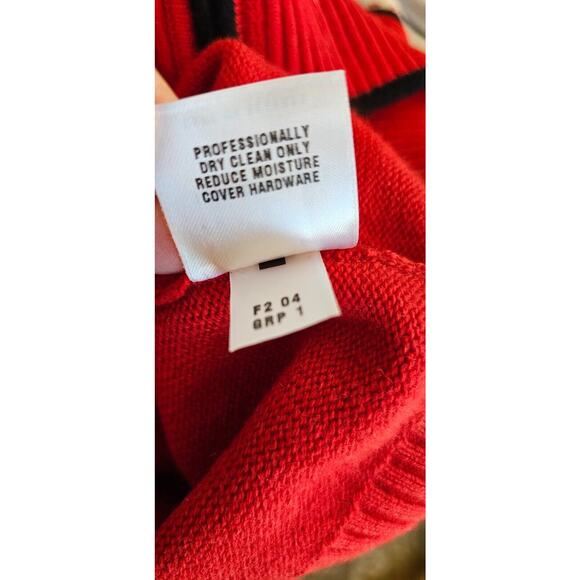 PROFESSIONALLY
DRY CLEAN ONLY
REDUCE MOISTURE
COVER HARDWARE
F2 04
GRP 1